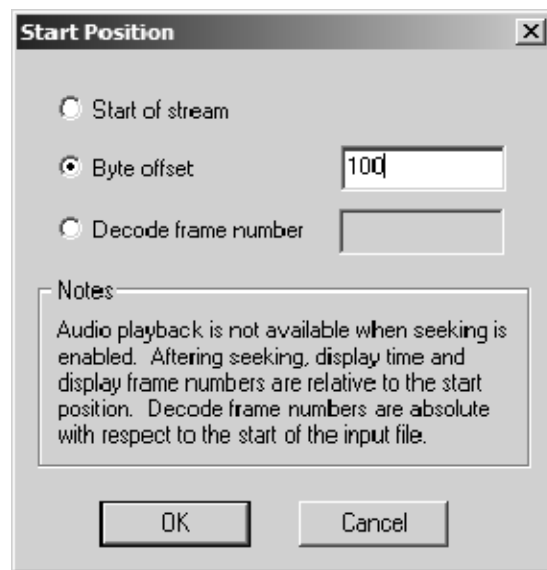 Start Position
Start of stream
Byte offset 100
Decode frame number
Notes
Audio playback is not available when seeking is
enabled. Aftering seeking, display time and
display frame numbers are relative to the start
position. Decode frame numbers are absolute
with respect to the start of the input file.
OK Cancel